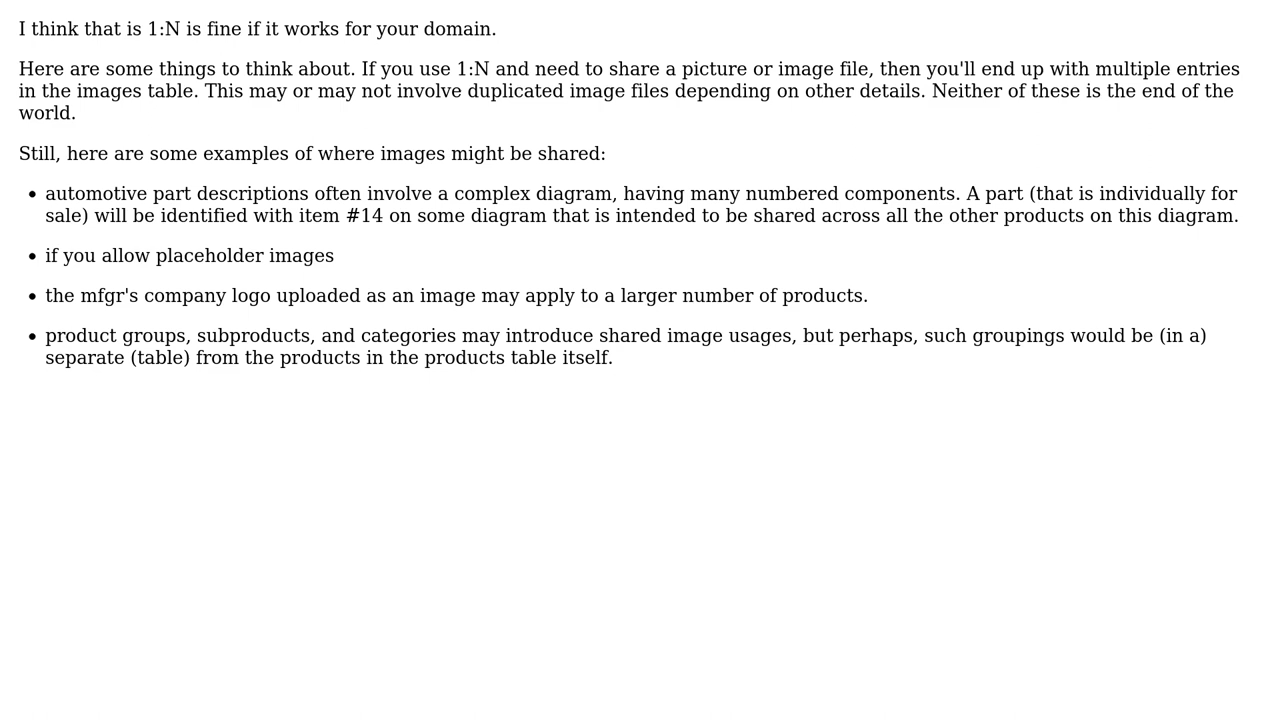 I think that is 1:N is fine if it works for your domain.
Here are some things to think about. If you use 1:N and need to share a picture or image file, then you'll end up with multiple entries
in the images table. This may or may not involve duplicated image files depending on other details. Neither of these is the end of the
world.
Still, here are some examples of where images might be shared:
• automotive part descriptions often involve a complex diagram, having many numbered components. A part (that is individually for
sale) will be identified with item #14 on some diagram that is intended to be shared across all the other products on this diagram.
• if you allow placeholder images
• the mfgr's company logo uploaded as an image may apply to a larger number of products.
• product groups, subproducts, and categories may introduce shared image usages, but perhaps, such groupings would be (in a)
separate (table) from the products in the products table itself.